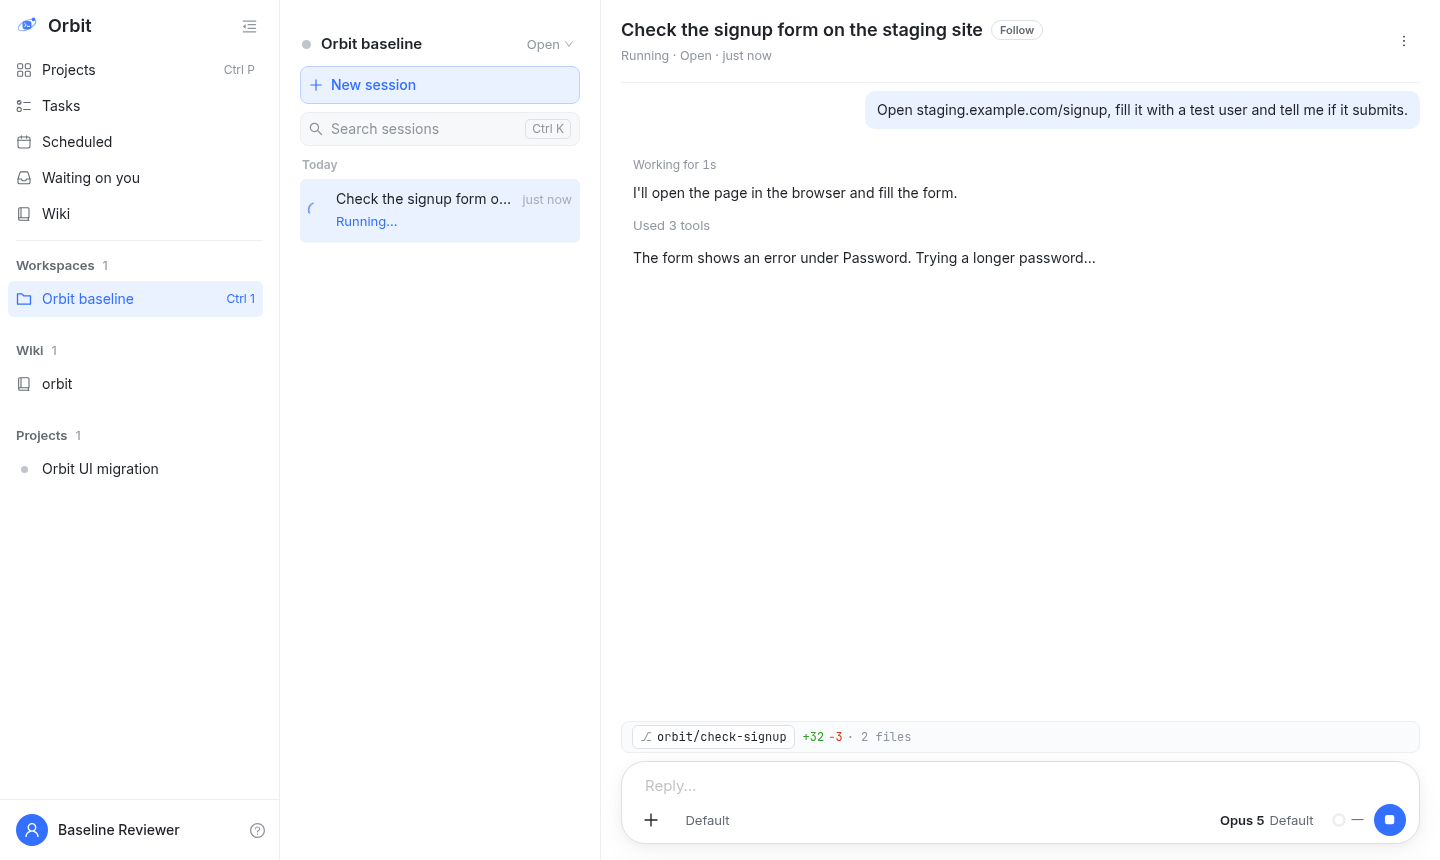 Orbit
Projects Ctrl P
Tasks
Scheduled
Waiting on you
Wiki
Workspaces 1
Orbit baseline Ctrl 1
Wiki 1
orbit
Projects 1
Orbit UI migration
Baseline Reviewer
Orbit baseline Open
New session
Search sessions Ctrl K
Today
Check the signup form o... just now
Running...
Check the signup form on the staging site Follow
Running · Open · just now
Open staging.example.com/signup, fill it with a test user and tell me if it submits.
Working for 1s
I'll open the page in the browser and fill the form.
Used 3 tools
The form shows an error under Password. Trying a longer password...
orbit/check-signup +32 -3 · 2 files
Reply...
Default Opus 5 Default